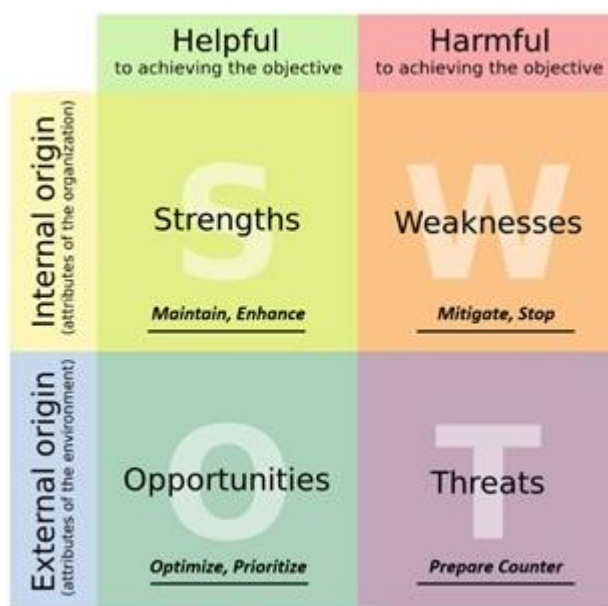 Helpful
to achieving the objective
Harmful
to achieving the objective
Internal origin
(attributes of the organization)
S
Strengths
Maintain, Enhance
W
Weaknesses
Mitigate, Stop
External origin
(attributes of the environment)
O
Opportunities
Optimize, Prioritize
T
Threats
Prepare Counter